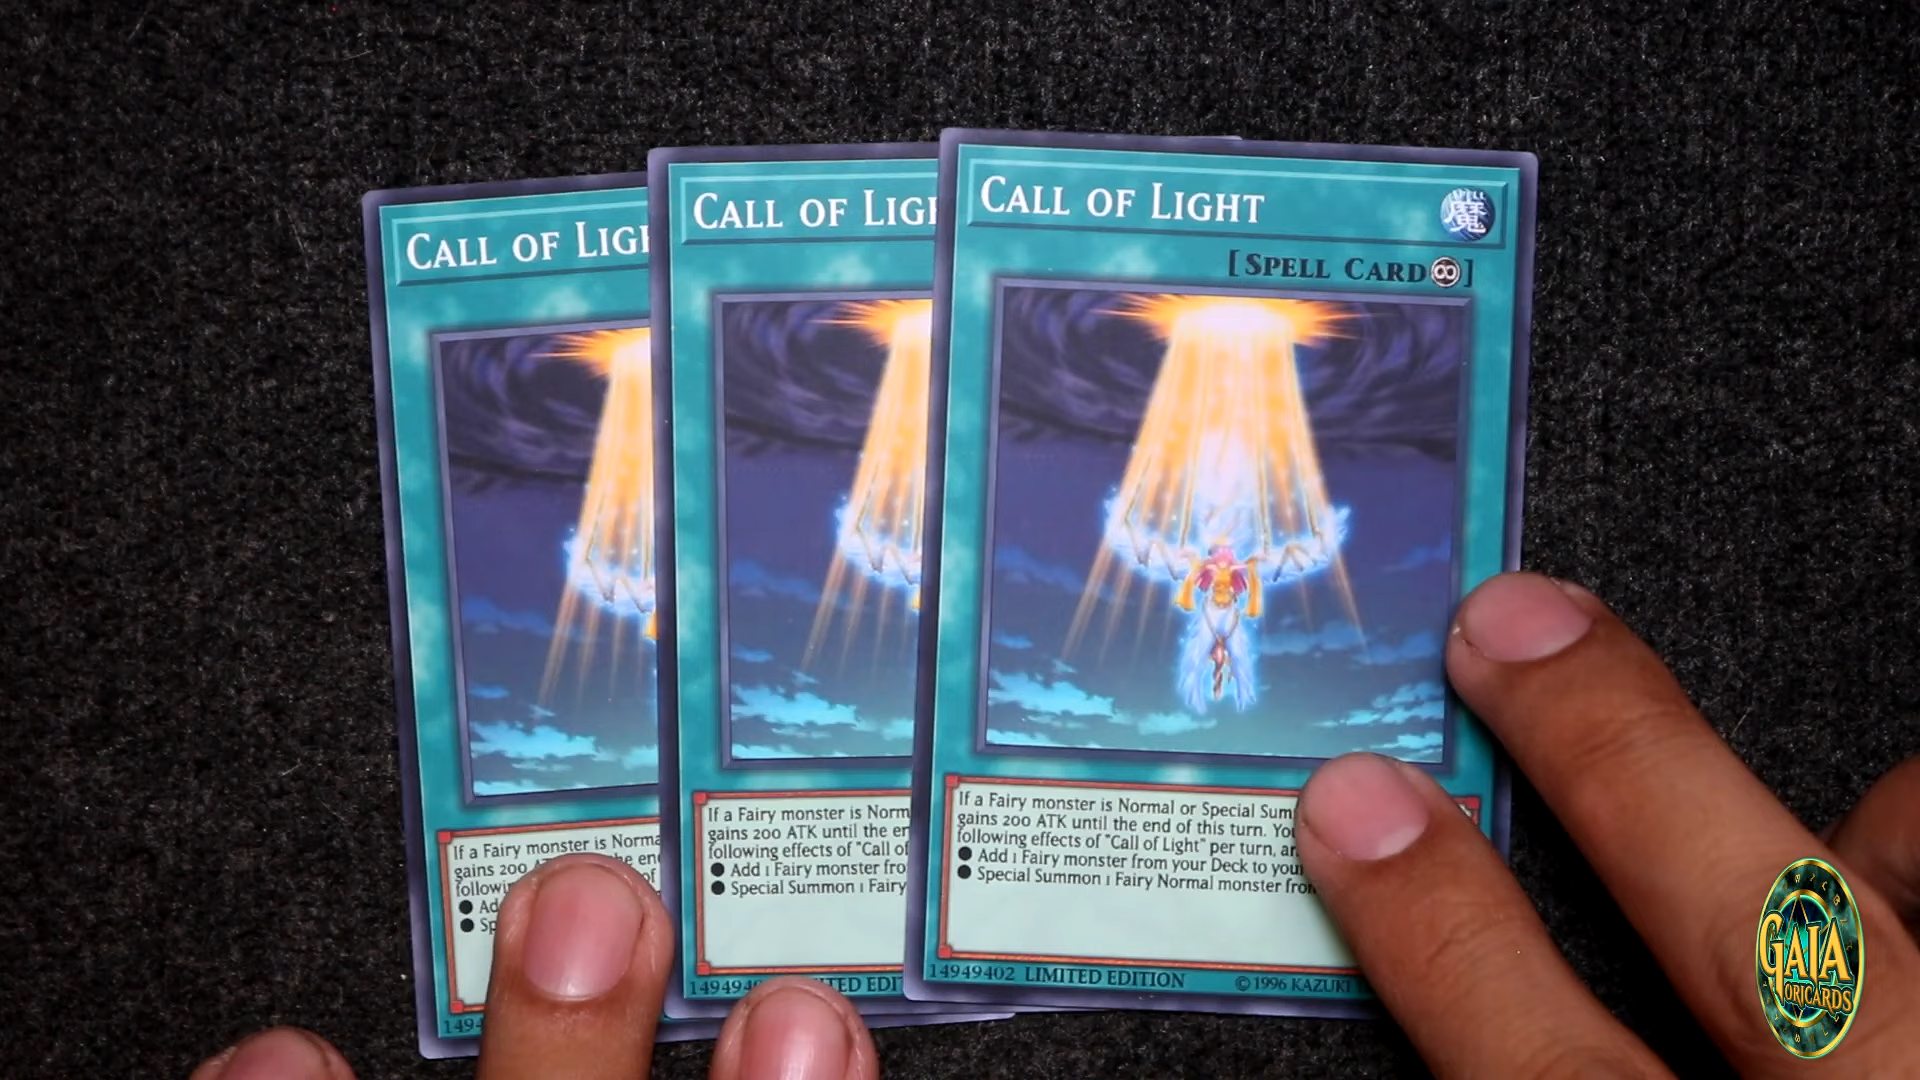 CALL OF LIGH
If a Fairy monster is Norma
gains 200
followin
1494
CALL OF LIGH
If a Fairy monster is Norm
gains 200 ATK until the en
following effects of "Call of
● Add 1 Fairy monster fro
● Special Summon 1 Fairy
CALL OF LIGHT
SPELL
魔
[SPELL CARD∞]
If a Fairy monster is Normal or Special Sum
gains 200 ATK until the end of this turn. You
following effects of "Call of Light" per turn, an
● Add 1 Fairy monster from your Deck to your
● Special Summon 1 Fairy Normal monster from
14949402 LIMITED EDITION
©1996 KAZUKI
GAIA
ORICARDS